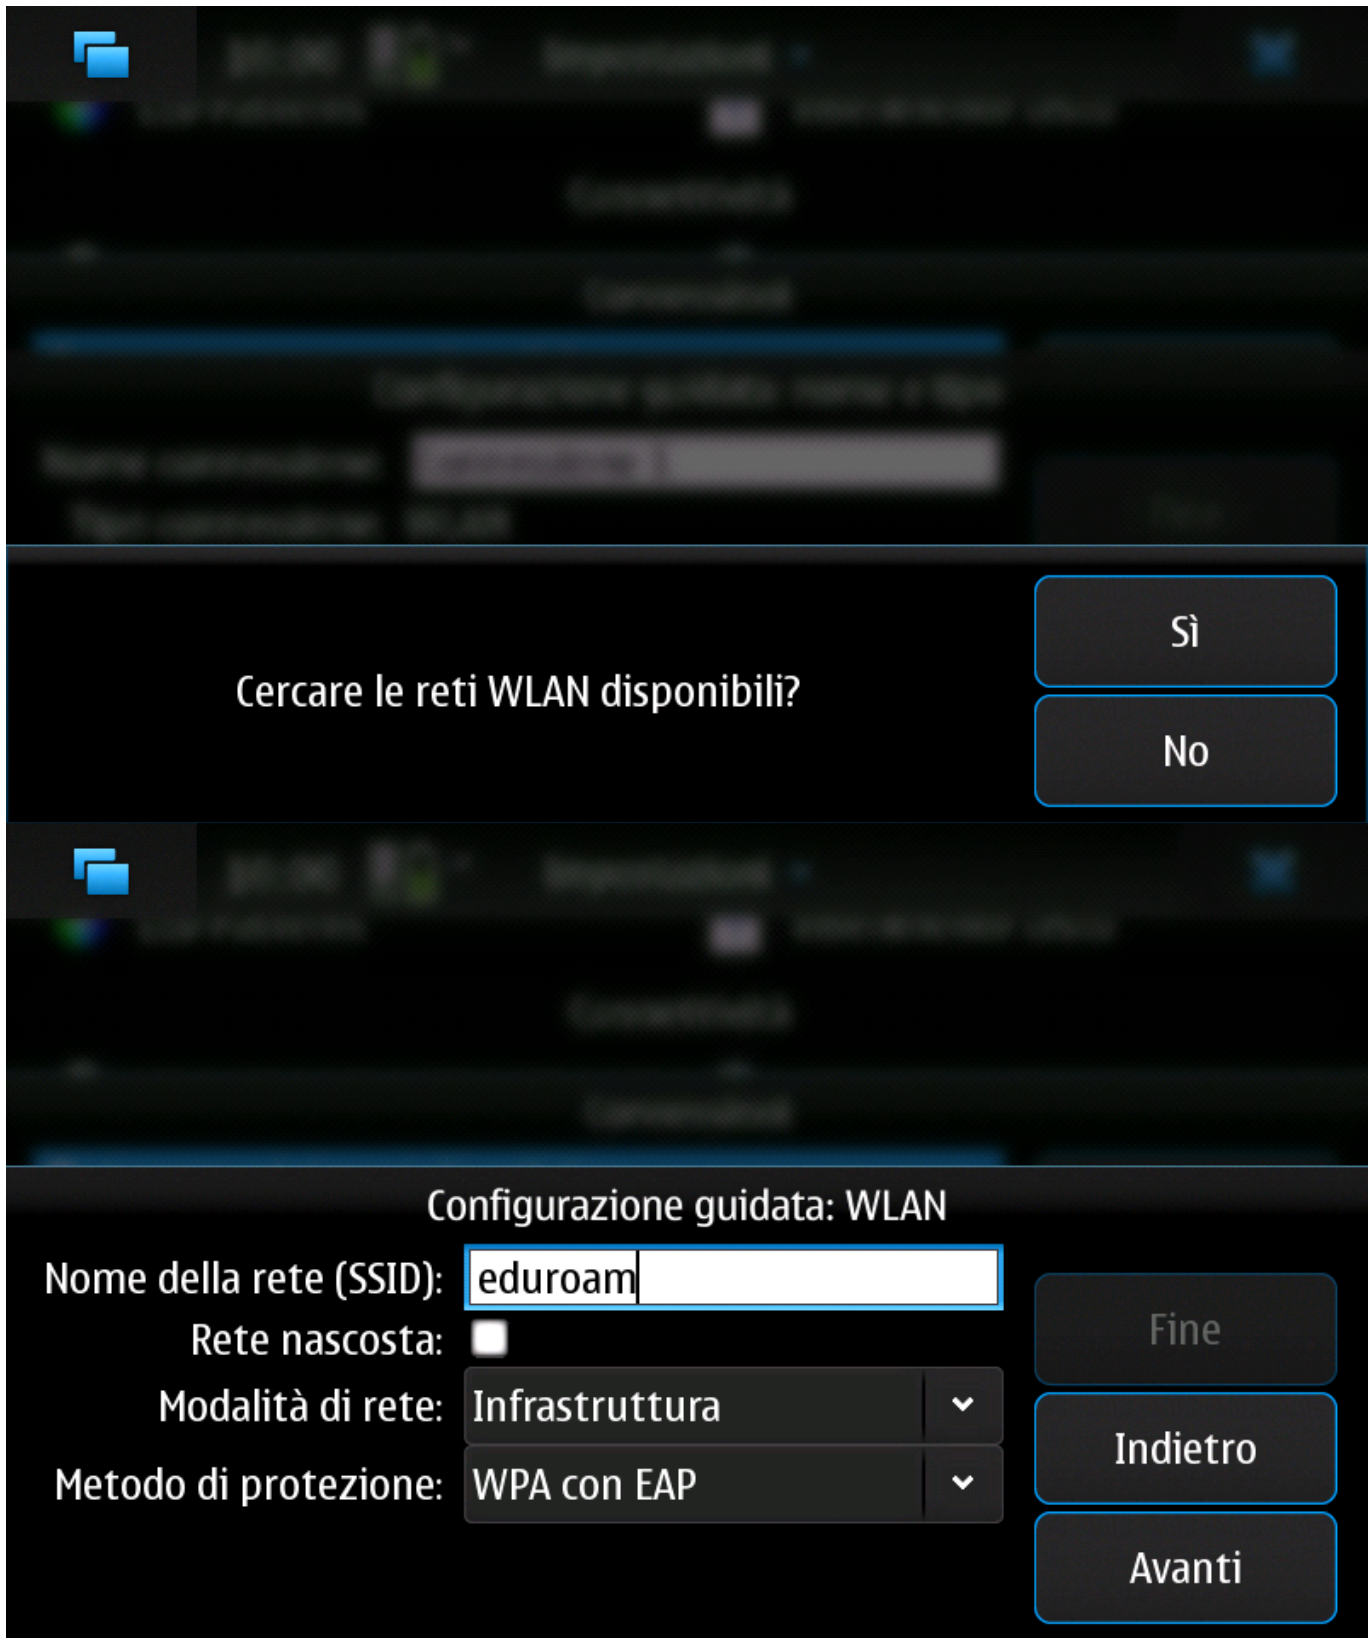 Cercare le reti WLAN disponibili?
Sì
No
Configurazione guidata: WLAN
Nome della rete (SSID): eduroam
Rete nascosta:
Modalità di rete: Infrastruttura
Metodo di protezione: WPA con EAP
Fine
Indietro
Avanti